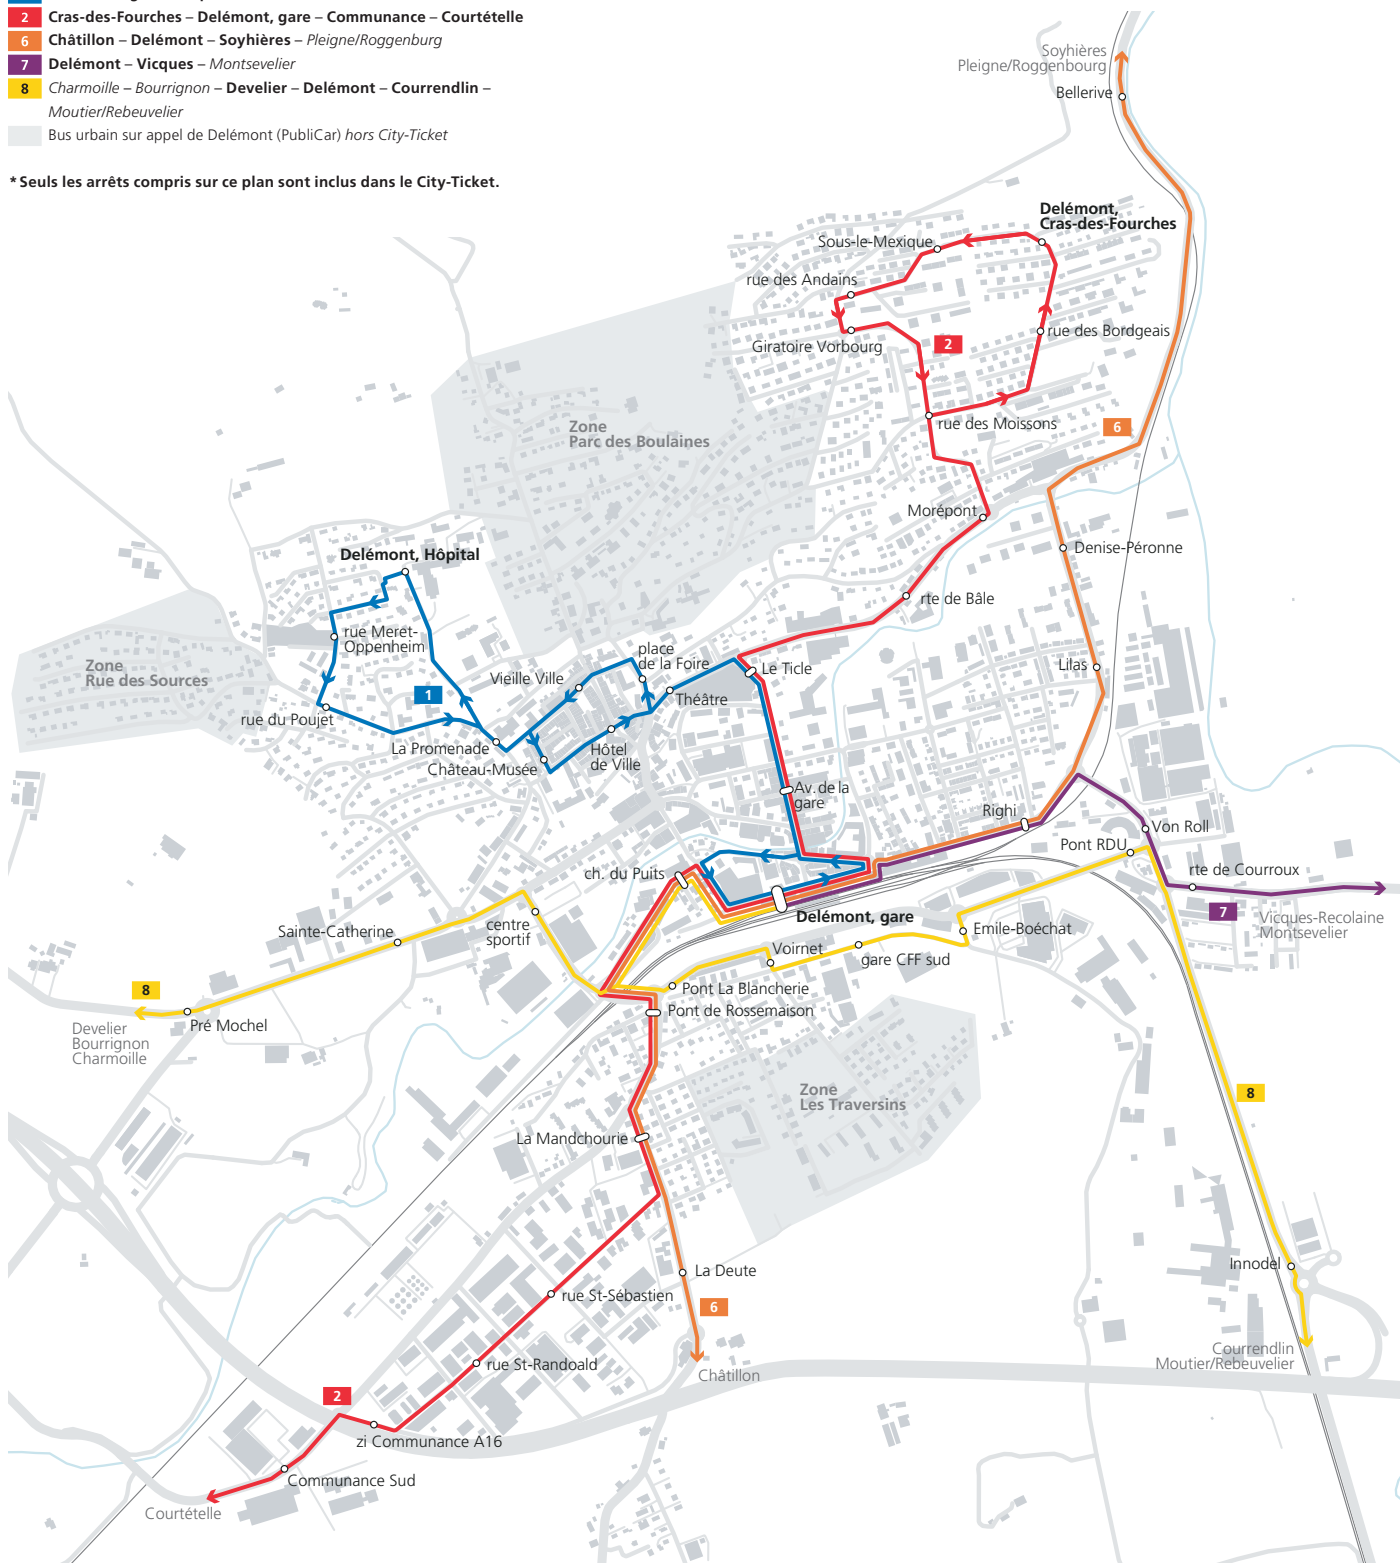 2 Cras-des-Fourches – Delémont, gare – Communance – Courtételle
6 Châtillon – Delémont – Soyhières – Pleigne/Roggenburg
7 Delémont – Vicques – Montsevelier
8 Charmoille – Bourrignon – Develier – Delémont – Courrendlin –
Moutier/Rebeuvelier
Bus urbain sur appel de Delémont (PubliCar) hors City-Ticket
* Seuls les arrêts compris sur ce plan sont inclus dans le City-Ticket.
Soyhières
Pleigne/Roggenbourg
Bellerive
Delémont,
Cras-des-Fourches
Sous-le-Mexique
rue des Andains
rue des Bordgeais
Giratoire Vorbourg
2
rue des Moissons
6
Zone
Parc des Boulaines
Morépont
Denise-Péronne
Delémont, Hôpital
rte de Bâle
rue Meret-
Oppenheim
place
de la Foire
Le Ticle
Lilas
Zone
Rue des Sources
Vieille Ville
1
Théâtre
rue du Poujet
La Promenade
Hôtel
de Ville
Château-Musée
Av. de la
gare
Righi
Von Roll
Pont RDU
ch. du Puits
rte de Courroux
7
Vicques-Recolaine
Montsevelier
Delémont, gare
centre
sportif
Sainte-Catherine
Emile-Boéchat
Voirnet
gare CFF sud
8
Pont La Blancherie
Pré Mochel
Pont de Rossemaison
Develier
Bourrignon
Charmoille
Zone
Les Traversins
8
La Mandchourie
La Deute
Innodel
rue St-Sébastien
6
Courrendlin
Moutier/Rebeuvelier
rue St-Randoald
Châtillon
2
zi Communance A16
Communance Sud
Courtételle